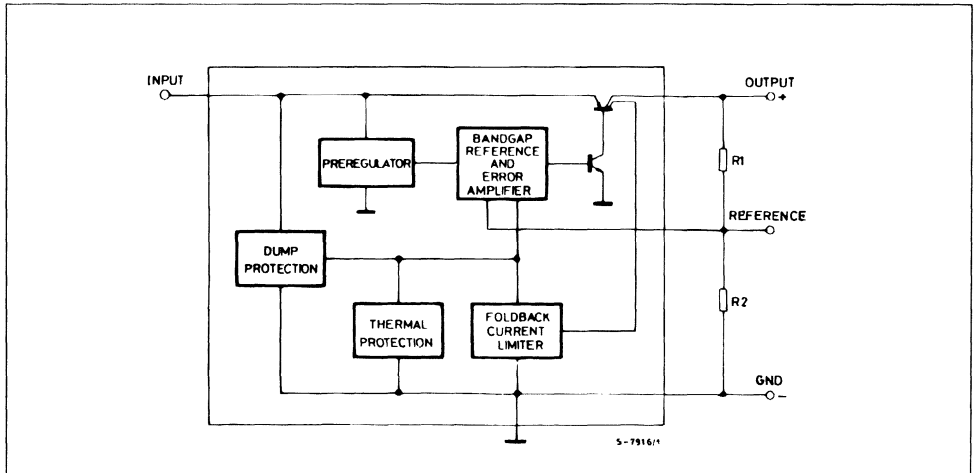 INPUT
OUTPUT
+
PREREGULATOR
BANDGAP
REFERENCE
AND
ERROR
AMPLIFIER
R1
REFERENCE
DUMP
PROTECTION
THERMAL
PROTECTION
FOLDBACK
CURRENT
LIMITER
R2
GND
-
S-7916/1